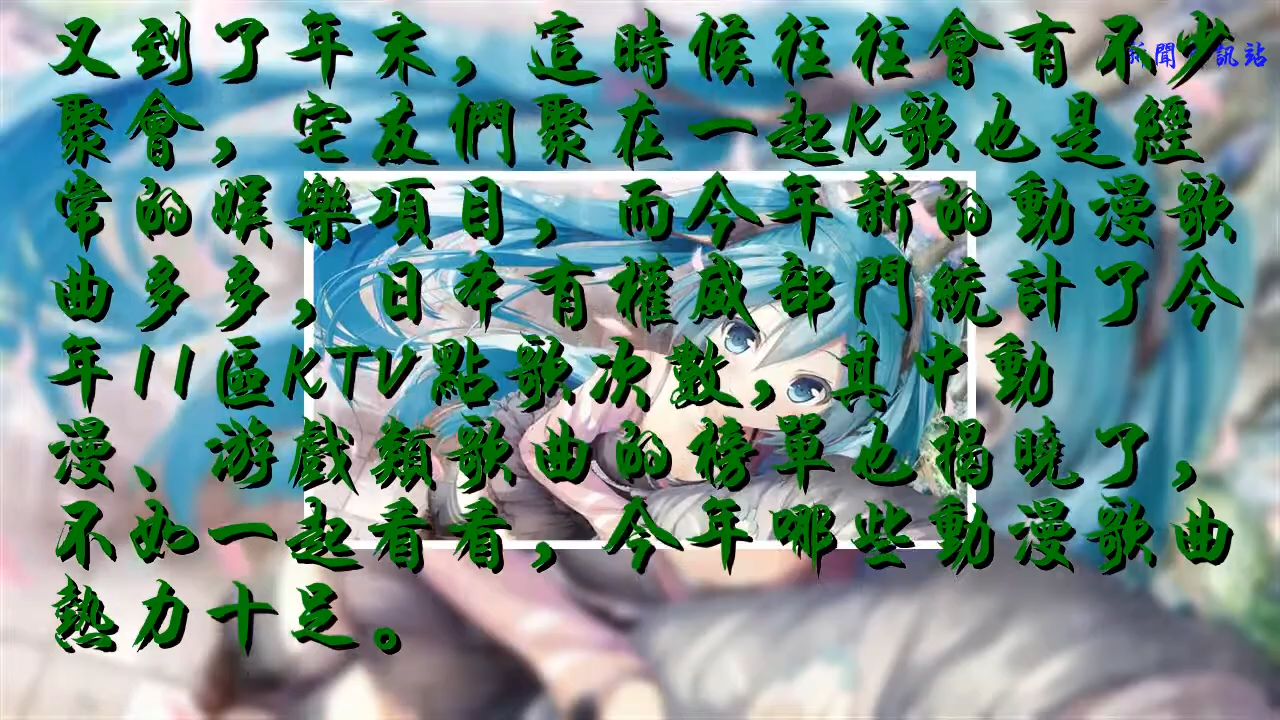 又到了年末，這時候往往會有不少
聚會，宅友們聚在一起K歌也是經
常的娛樂項目，而今年新的動漫歌
曲多多，日本有權威部門統計了今
年11區KTV點歌次數，其中動
漫、游戲類歌曲的榜單也揭曉了，
不如一起看看，今年哪些動漫歌曲
熱力十足。
新聞 訊站